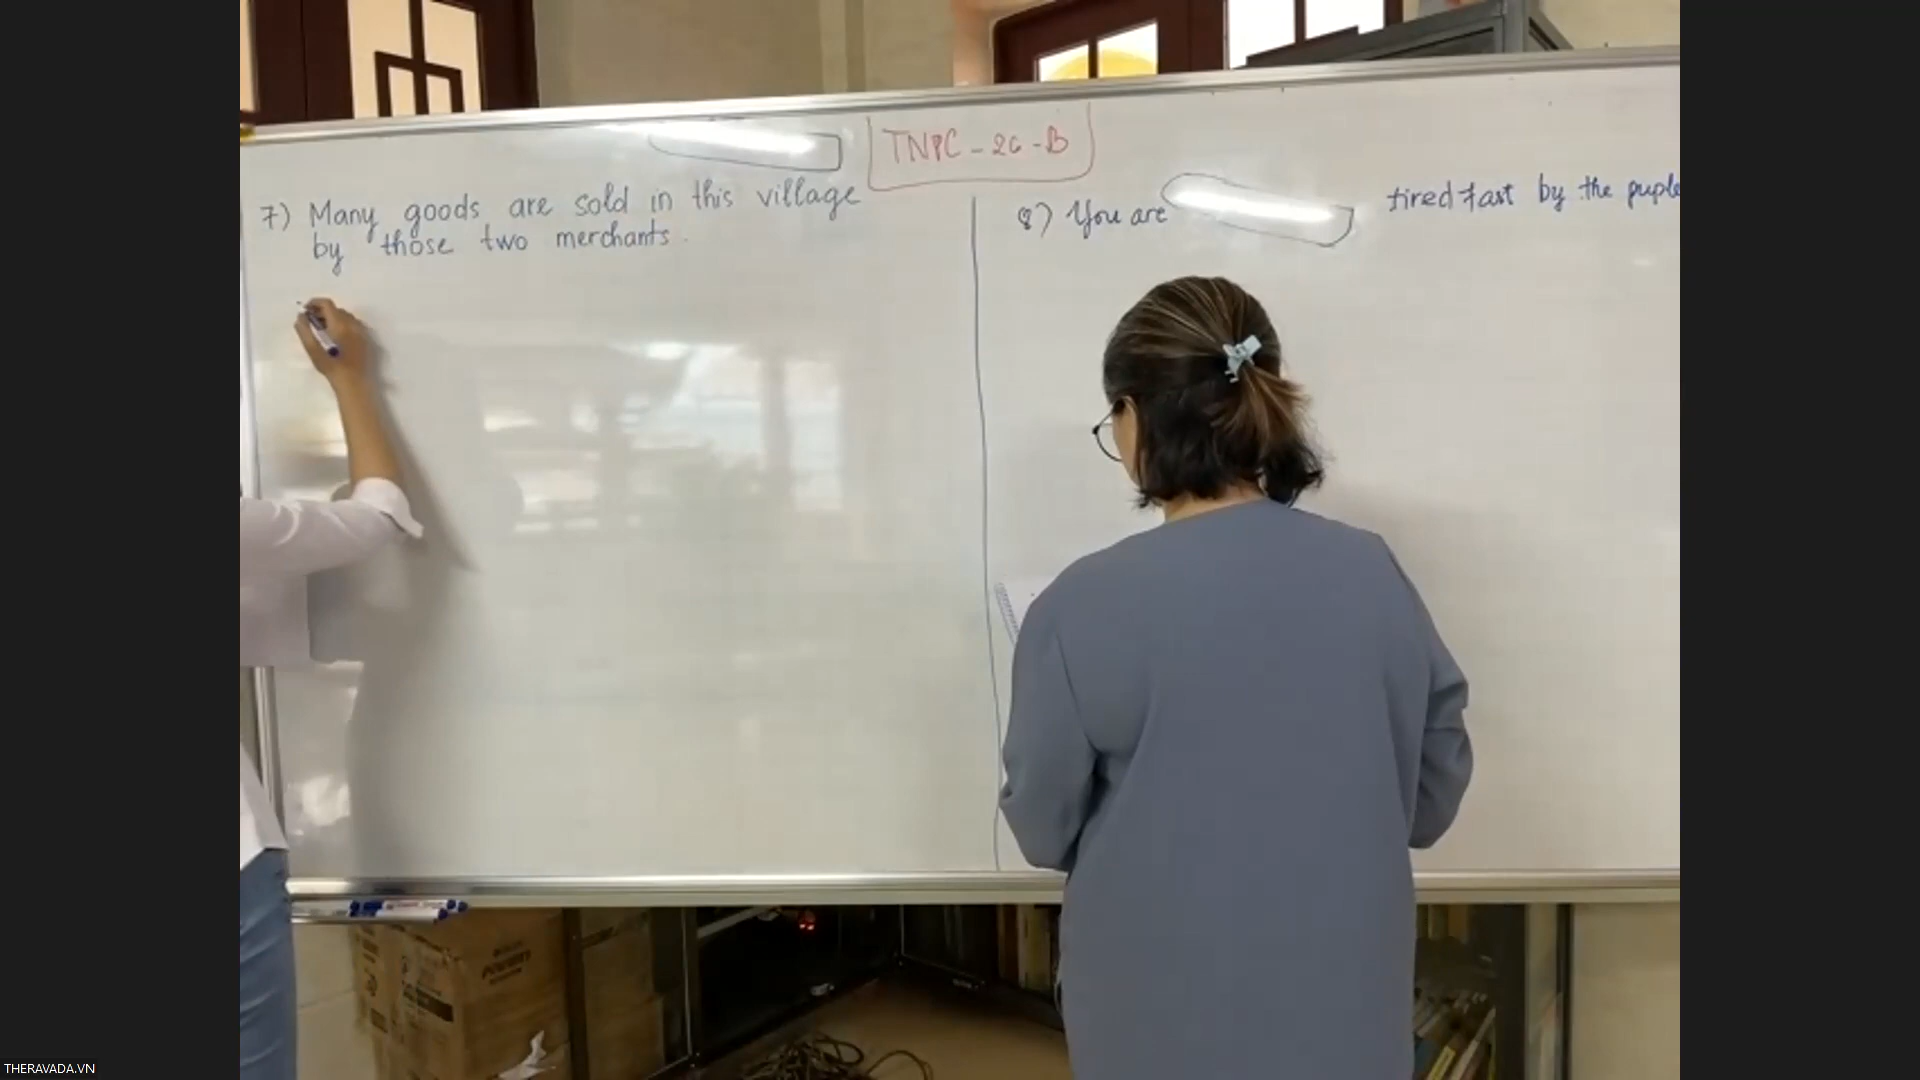 TNPC-26-B
7) Many goods are sold in this village
by those two merchants.
8) You are tired fast by the puple
THERAVADA.VN